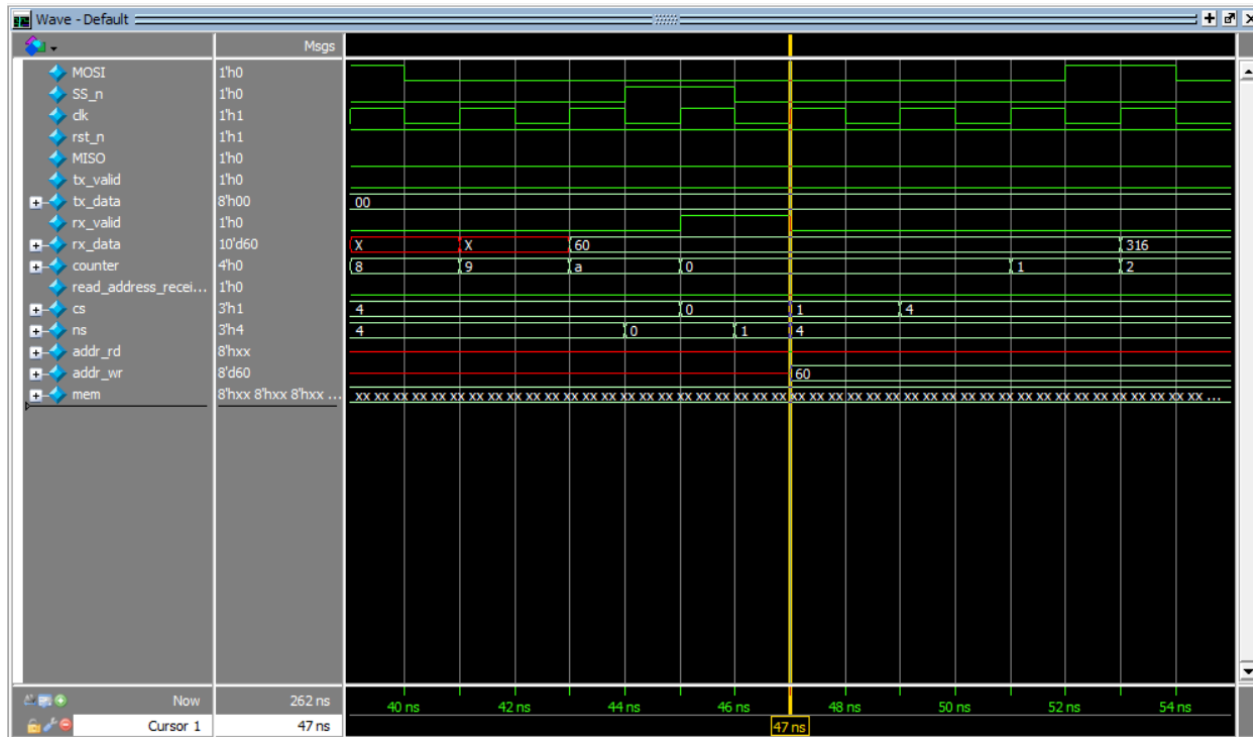 Wave - Default
Msgs
MOSI 1'h0
SS_n 1'h0
clk 1'h1
rst_n 1'h1
MISO 1'h0
tx_valid 1'h0
tx_data 8'h00 00
rx_valid 1'h0
rx_data 10'd60 X X 60 316
counter 4'h0 8 9 a 0 1 2
read_address_recei... 1'h0
cs 3'h1 4 0 1 4
ns 3'h4 4 0 1 4
addr_rd 8'hxx
addr_wr 8'd60 60
mem 8'hxx 8'hxx 8'hxx ... xx xx xx xx xx xx xx xx xx xx xx xx xx xx xx xx xx xx xx xx xx xx xx xx xx xx xx xx xx xx xx xx xx xx xx xx xx xx xx xx xx xx xx xx ...
Now 262 ns 40 ns 42 ns 44 ns 46 ns 48 ns 50 ns 52 ns 54 ns
Cursor 1 47 ns 47 ns